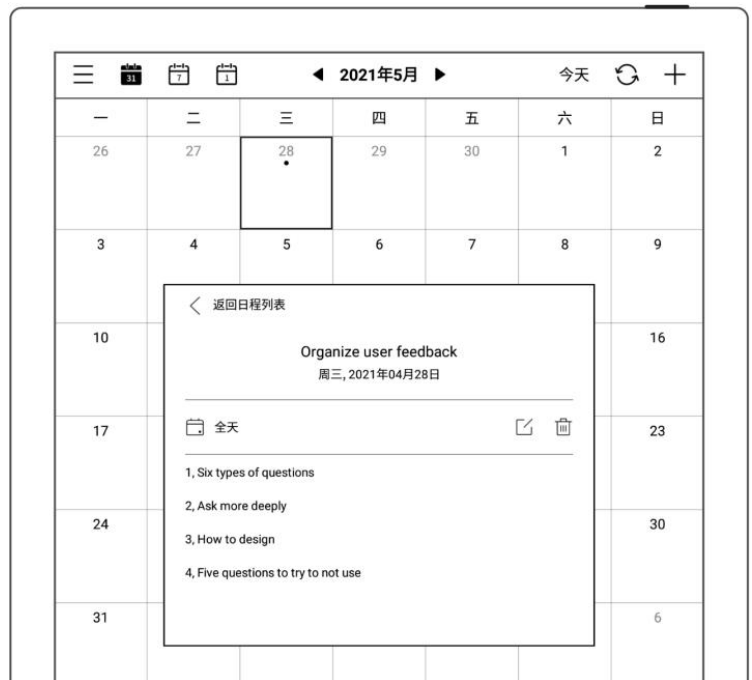 31 7 1 2021年5月 今天
一 二 三 四 五 六 日
26 27 28 29 30 1 2
3 4 5 6 7 8 9
返回日程列表
10 16
Organize user feedback
周三, 2021年04月28日
17 全天 23
1, Six types of questions
2, Ask more deeply
24 30
3, How to design
4, Five questions to try to not use
31 6